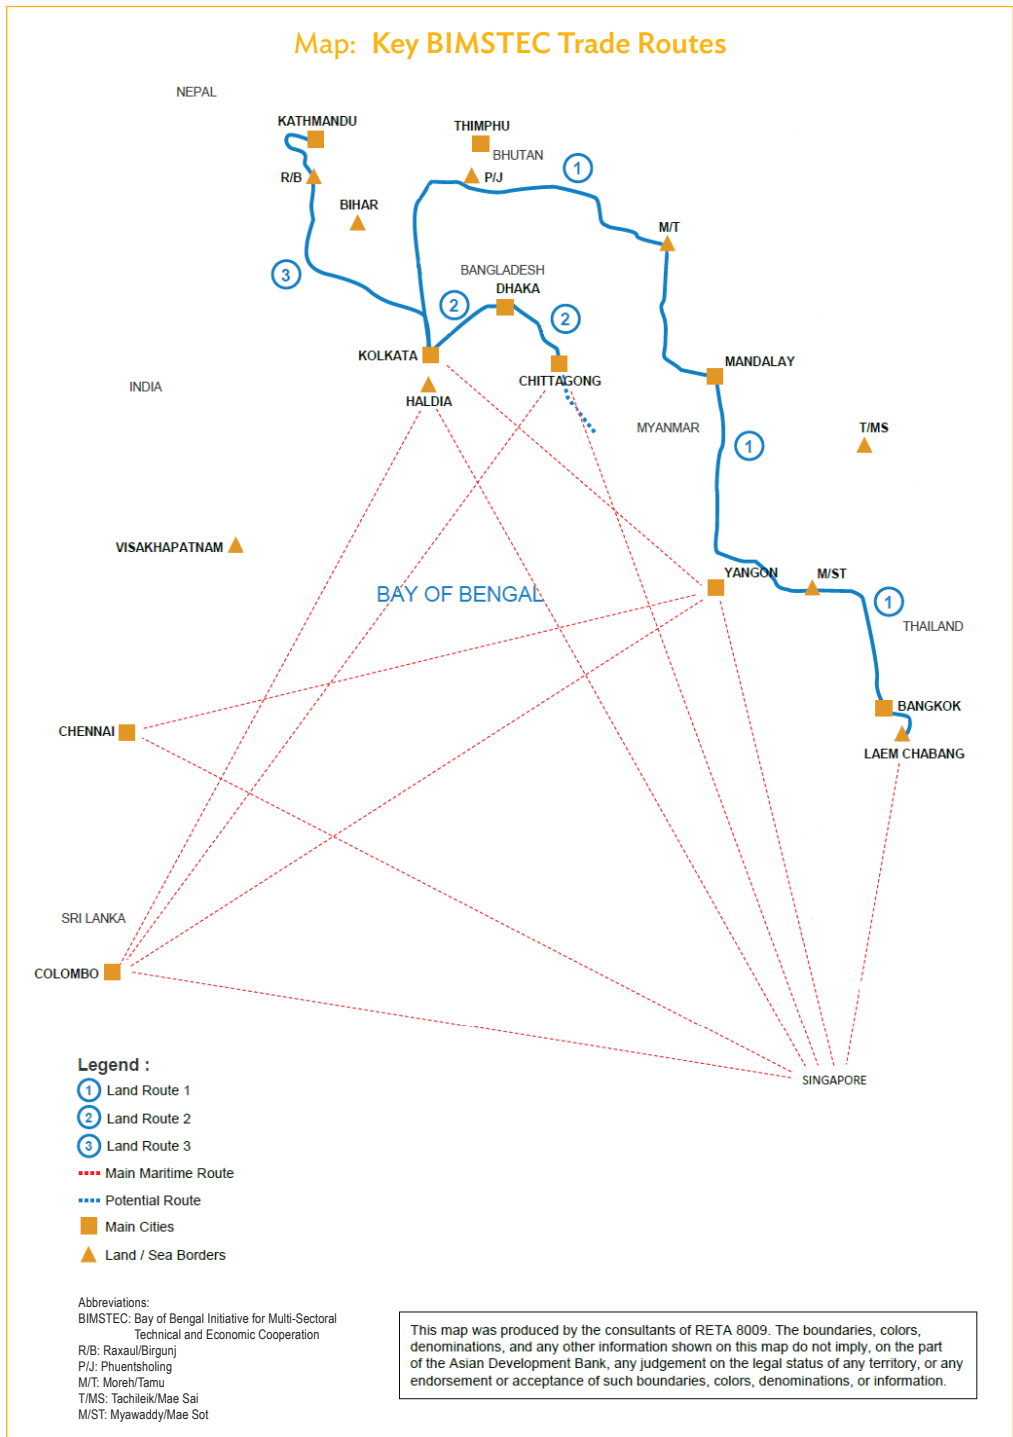 Map: Key BIMSTEC Trade Routes
NEPAL
KATHMANDU
THIMPHU
BHUTAN
1
R/B
P/J
BIHAR
M/T
3
BANGLADESH
DHAKA
2
2
KOLKATA
CHITTAGONG
MANDALAY
INDIA
HALDIA
MYANMAR
T/MS
1
VISAKHAPATNAM
YANGON
M/ST
BAY OF BENGAL
1
THAILAND
BANGKOK
CHENNAI
LAEM CHABANG
SRI LANKA
COLOMBO
SINGAPORE
Legend :
1 Land Route 1
2 Land Route 2
3 Land Route 3
Main Maritime Route
Potential Route
Main Cities
Land / Sea Borders
Abbreviations:
BIMSTEC: Bay of Bengal Initiative for Multi-Sectoral
Technical and Economic Cooperation
R/B: Raxaul/Birgunj
P/J: Phuentsholing
M/T: Moreh/Tamu
T/MS: Tachileik/Mae Sai
M/ST: Myawaddy/Mae Sot
This map was produced by the consultants of RETA 8009. The boundaries, colors,
denominations, and any other information shown on this map do not imply, on the part
of the Asian Development Bank, any judgement on the legal status of any territory, or any
endorsement or acceptance of such boundaries, colors, denominations, or information.